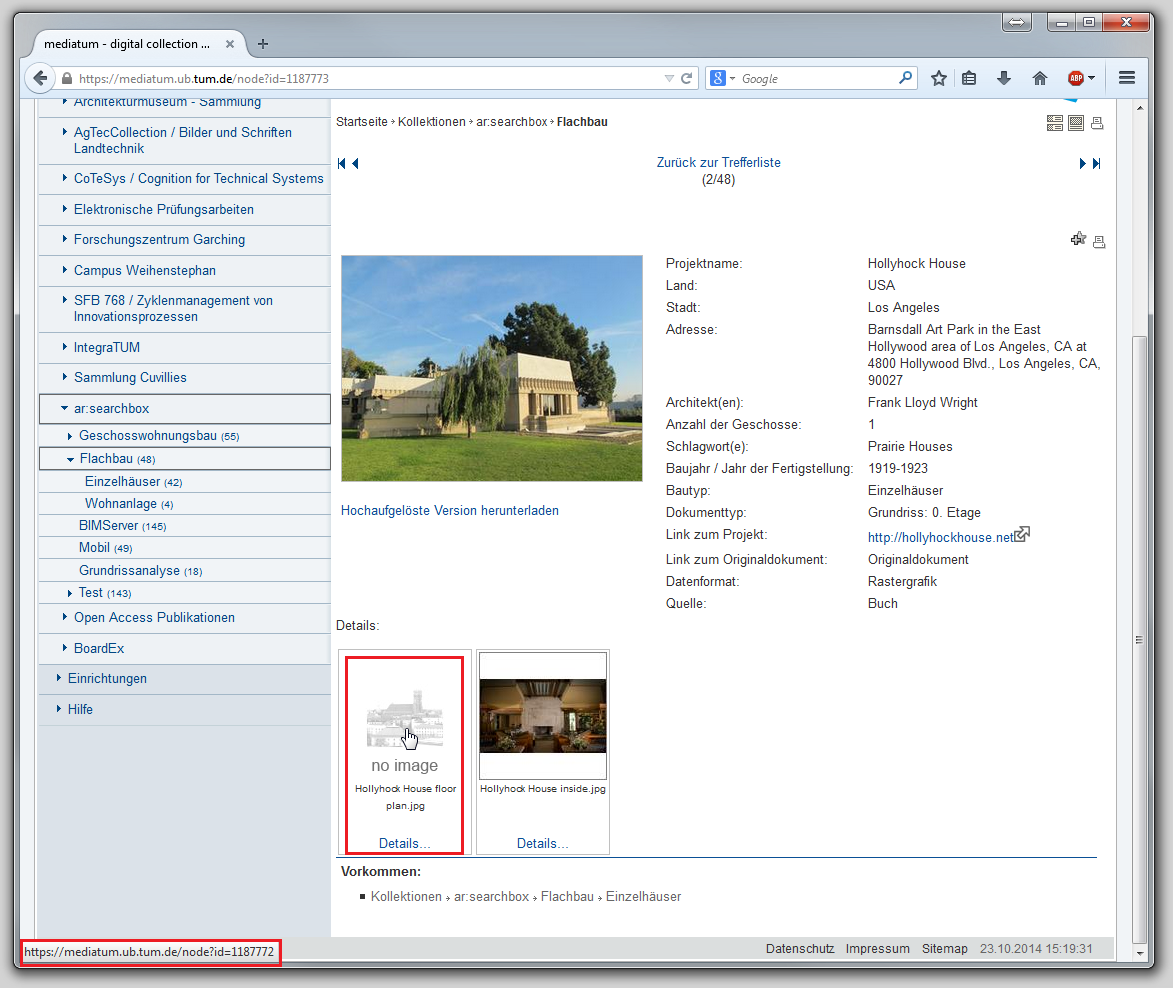 mediatum - digital collection ...
https://mediatum.ub.tum.de/node?id=1187773
Google
ABP
Architekturmuseum - Sammlung
AgTecCollection / Bilder und Schriften
Landtechnik
CoTeSys / Cognition for Technical Systems
Elektronische Prüfungsarbeiten
Forschungszentrum Garching
Campus Weihenstephan
SFB 768 / Zyklenmanagement von
Innovationsprozessen
IntegraTUM
Sammlung Cuvillies
ar:searchbox
Geschosswohnungsbau (55)
Flachbau (48)
Einzelhäuser (42)
Wohnanlage (4)
BIMServer (145)
Mobil (49)
Grundrissanalyse (18)
Test (143)
Open Access Publikationen
BoardEx
Einrichtungen
Hilfe
Startseite Kollektionen ar:searchbox Flachbau
Zurück zur Trefferliste
(2/48)
Hochaufgelöste Version herunterladen
Projektname: Hollyhock House
Land: USA
Stadt: Los Angeles
Adresse: Barnsdall Art Park in the East
Hollywood area of Los Angeles, CA at
4800 Hollywood Blvd., Los Angeles, CA,
90027
Architekt(en): Frank Lloyd Wright
Anzahl der Geschosse: 1
Schlagwort(e): Prairie Houses
Baujahr / Jahr der Fertigstellung: 1919-1923
Bautyp: Einzelhäuser
Dokumenttyp: Grundriss: 0. Etage
Link zum Projekt: http://hollyhockhouse.net
Link zum Originaldokument: Originaldokument
Datenformat: Rastergrafik
Quelle: Buch
Details:
no image
Hollyhock House floor
plan.jpg
Details...
Hollyhock House inside.jpg
Details...
Vorkommen:
Kollektionen ar:searchbox Flachbau Einzelhäuser
Datenschutz Impressum Sitemap 23.10.2014 15:19:31
https://mediatum.ub.tum.de/node?id=1187772